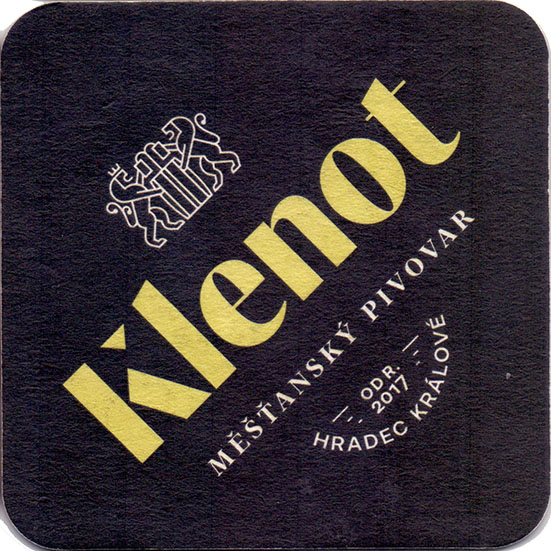 Klenot
MĚŠŤANSKÝ PIVOVAR
OD R.
2017
HRADEC KRÁLOVÉ